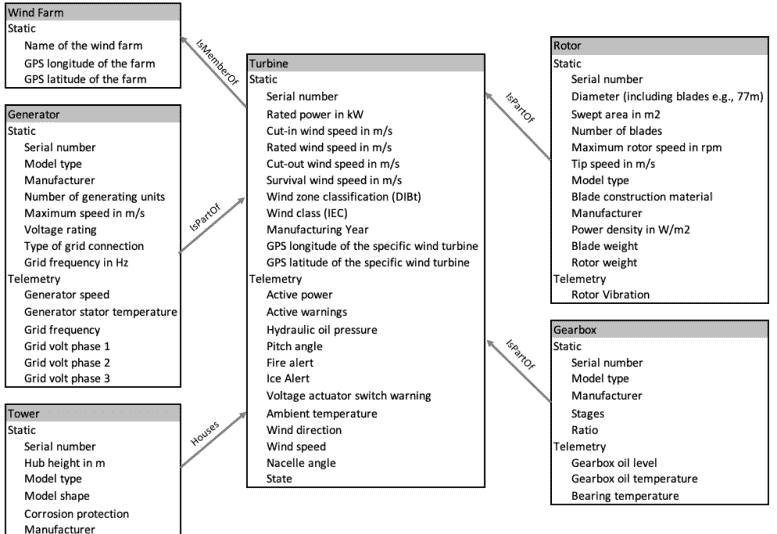 Wind Farm
Static
Name of the wind farm
GPS longitude of the farm
GPS latitude of the farm
Generator
Static
Serial number
Model type
Manufacturer
Number of generating units
Maximum speed in m/s
Voltage rating
Type of grid connection
Grid frequency in Hz
Telemetry
Generator speed
Generator stator temperature
Grid frequency
Grid volt phase 1
Grid volt phase 2
Grid volt phase 3
Tower
Static
Serial number
Hub height in m
Model type
Model shape
Corrosion protection
Manufacturer
IsMemberOf
IsPartOf
Houses
Turbine
Static
Serial number
Rated power in kW
Cut-in wind speed in m/s
Rated wind speed in m/s
Cut-out wind speed in m/s
Survival wind speed in m/s
Wind zone classification (DIBt)
Wind class (IEC)
Manufacturing Year
GPS longitude of the specific wind turbine
GPS latitude of the specific wind turbine
Telemetry
Active power
Active warnings
Hydraulic oil pressure
Pitch angle
Fire alert
Ice Alert
Voltage actuator switch warning
Ambient temperature
Wind direction
Wind speed
Nacelle angle
State
IsPartOf
IsPartOf
Rotor
Static
Serial number
Diameter (including blades e.g., 77m)
Swept area in m2
Number of blades
Maximum rotor speed in rpm
Tip speed in m/s
Model type
Blade construction material
Manufacturer
Power density in W/m2
Blade weight
Rotor weight
Telemetry
Rotor Vibration
Gearbox
Static
Serial number
Model type
Manufacturer
Stages
Ratio
Telemetry
Gearbox oil level
Gearbox oil temperature
Bearing temperature